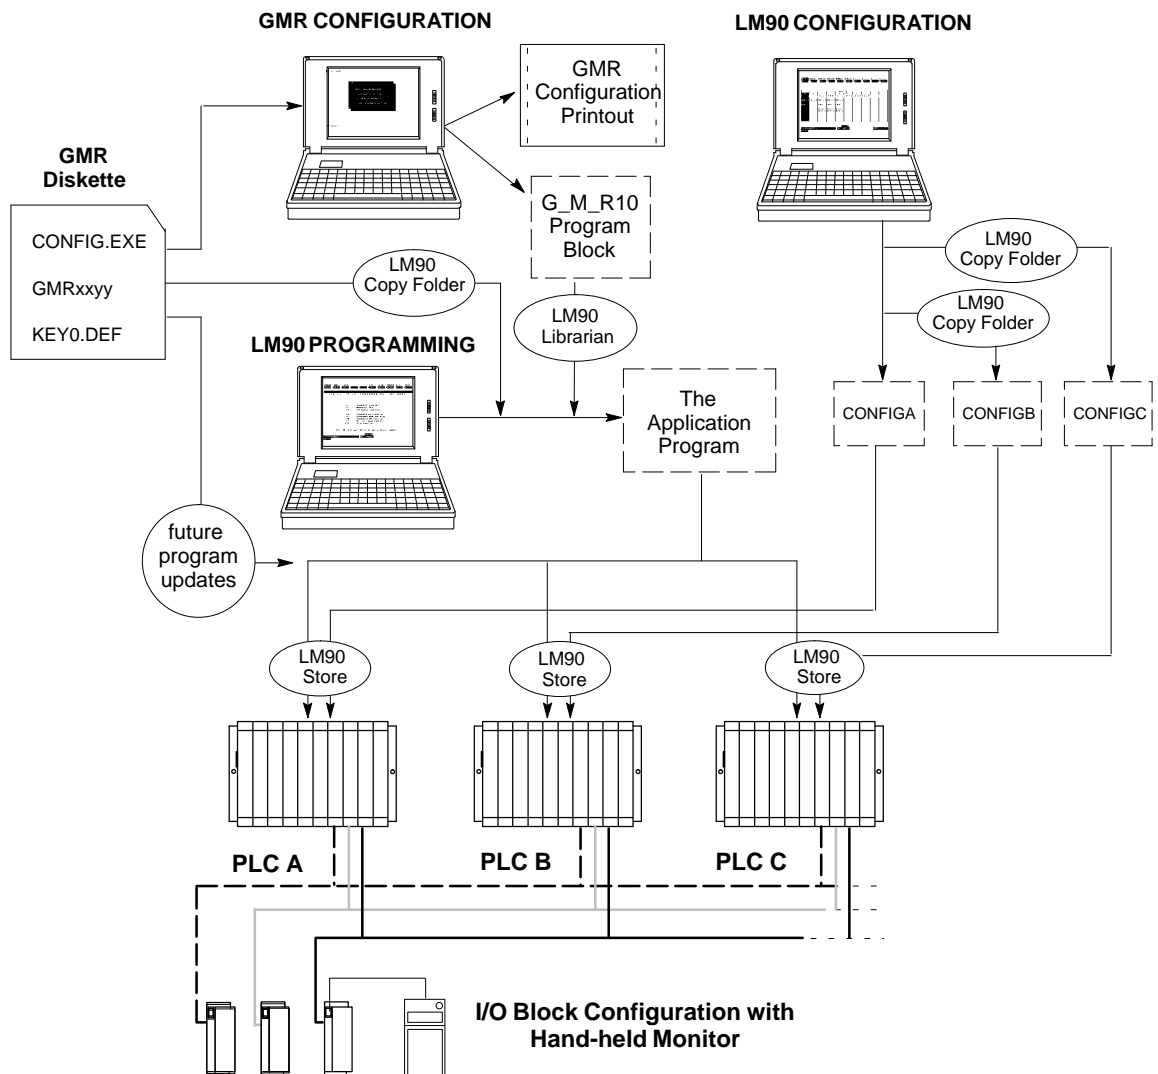 GMR CONFIGURATION
LM90 CONFIGURATION
GMR
Configuration
Printout
GMR
Diskette
CONFIG.EXE
GMRxxyy
KEY0.DEF
G_M_R10
Program
Block
LM90
Copy Folder
LM90
Copy Folder
LM90
Copy Folder
LM90
Librarian
LM90 PROGRAMMING
The
Application
Program
CONFIGA
CONFIGB
CONFIGC
future
program
updates
LM90
Store
LM90
Store
LM90
Store
PLC A
PLC B
PLC C
I/O Block Configuration with
Hand-held Monitor